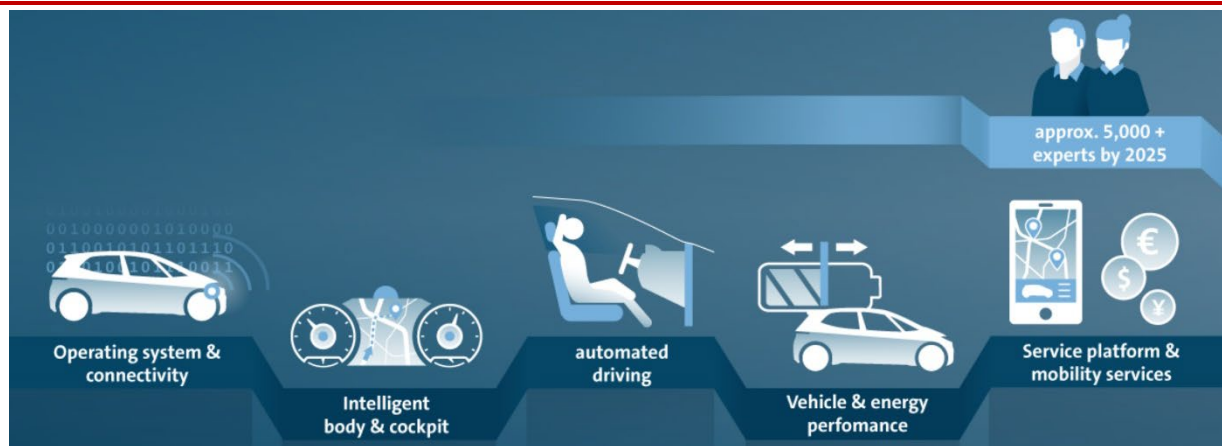 approx. 5,000 +
experts by 2025
0010000001010000
Operating system &
connectivity
Intelligent
body & cockpit
automated
driving
Vehicle & energy
perfomance
€
$
¥
Service platform &
mobility services